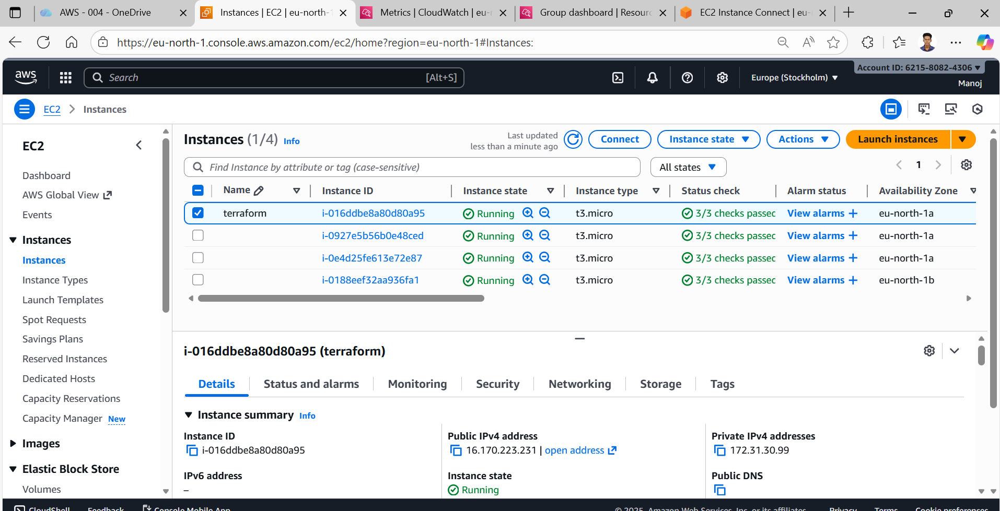 AWS - 004 - OneDrive
Instances | EC2 | eu-north-1
Metrics | CloudWatch | eu-n
Group dashboard | Resourc
EC2 Instance Connect | eu-
https://eu-north-1.console.aws.amazon.com/ec2/home?region=eu-north-1#Instances:
aws
Search
[Alt+S]
Europe (Stockholm)
Account ID: 6215-8082-4306
Manoj
EC2
Instances
EC2
Dashboard
AWS Global View
Events
Instances
Instances
Instance Types
Launch Templates
Spot Requests
Savings Plans
Reserved Instances
Dedicated Hosts
Capacity Reservations
Capacity Manager New
Images
Elastic Block Store
Volumes
Instances (1/4) Info
Last updated
less than a minute ago
Connect
Instance state
Actions
Launch instances
Find Instance by attribute or tag (case-sensitive)
All states
1
Name Instance ID Instance state Instance type Status check Alarm status Availability Zone
terraform i-016ddbe8a80d80a95 Running t3.micro 3/3 checks passec View alarms + eu-north-1a
i-0927e5b56b0e48ced Running t3.micro 3/3 checks passec View alarms + eu-north-1a
i-0e4d25fe613e72e87 Running t3.micro 3/3 checks passec View alarms + eu-north-1a
i-0188eef32aa936fa1 Running t3.micro 3/3 checks passec View alarms + eu-north-1b
i-016ddbe8a80d80a95 (terraform)
Details
Status and alarms
Monitoring
Security
Networking
Storage
Tags
Instance summary Info
Instance ID
i-016ddbe8a80d80a95
Public IPv4 address
16.170.223.231 | open address
Private IPv4 addresses
172.31.30.99
IPv6 address
–
Instance state
Running
Public DNS
CloudShell
Feedback
Console Mobile App
© 2025, Amazon Web Services, Inc. or its affiliates.
Privacy
Terms
Cookie preferences